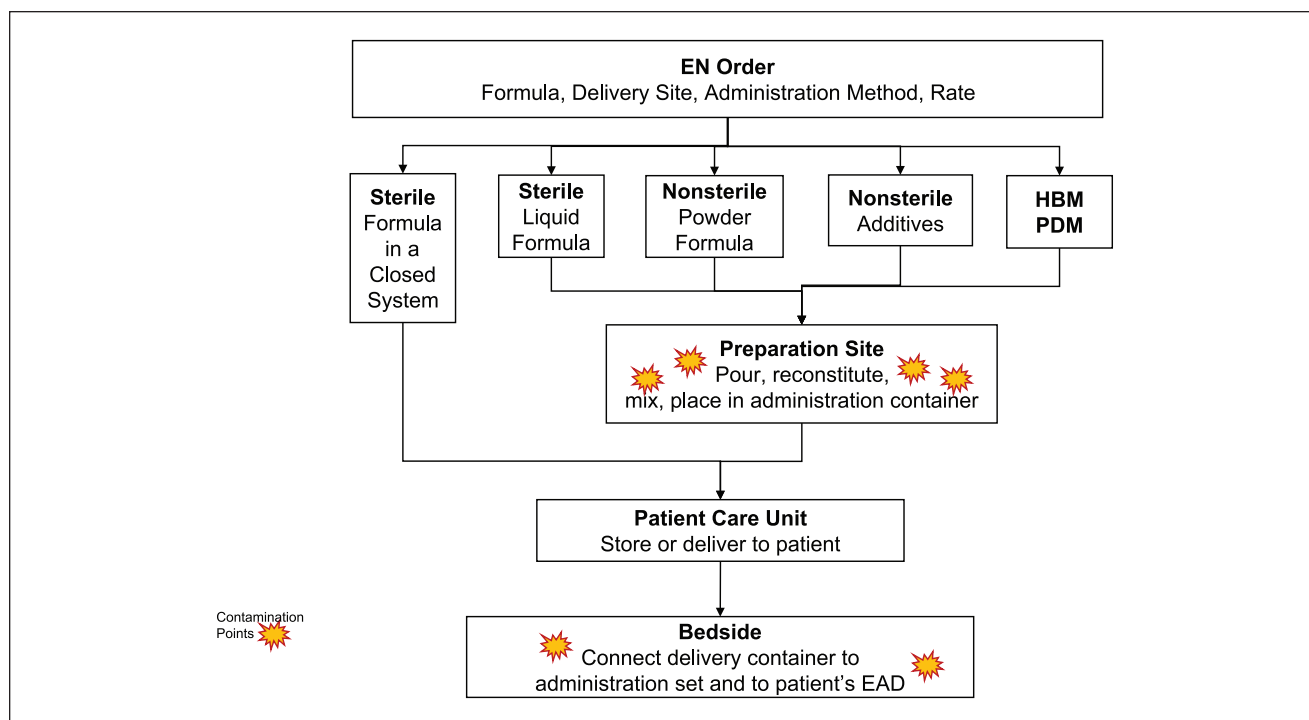 EN Order
Formula, Delivery Site, Administration Method, Rate
Sterile
Formula
in a
Closed
System
Sterile
Liquid
Formula
Nonsterile
Powder
Formula
Nonsterile
Additives
HBM
PDM
Preparation Site
Pour, reconstitute,
mix, place in administration container
Patient Care Unit
Store or deliver to patient
Contamination
Points
Bedside
Connect delivery container to
administration set and to patient's EAD